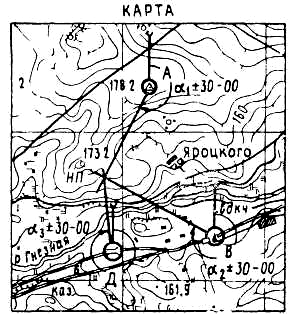 КАРТА
А
178.2
α₁±30-00
2
160
ЯРОЦКОГО
173.2
НП
α₃±30-00
р Гнезная
В
Д
α₂±30-00
каз.
161,9